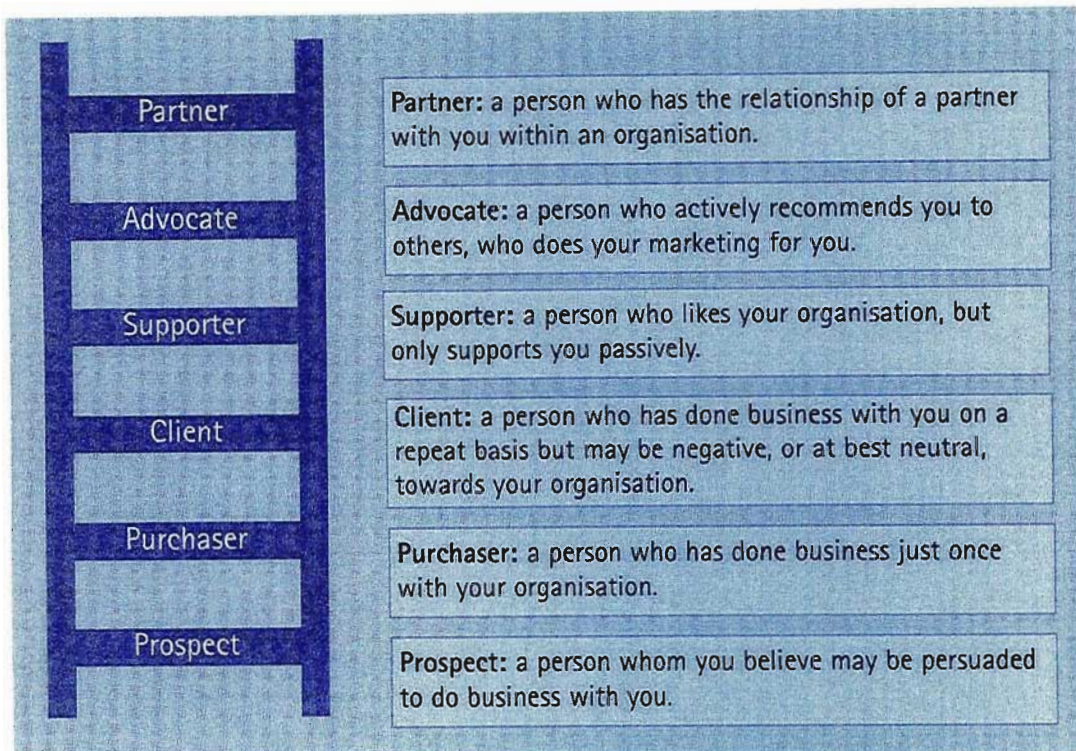 Partner
Advocate
Supporter
Client
Purchaser
Prospect
Partner: a person who has the relationship of a partner
with you within an organisation.
Advocate: a person who actively recommends you to
others, who does your marketing for you.
Supporter: a person who likes your organisation, but
only supports you passively.
Client: a person who has done business with you on a
repeat basis but may be negative, or at best neutral,
towards your organisation.
Purchaser: a person who has done business just once
with your organisation.
Prospect: a person whom you believe may be persuaded
to do business with you.